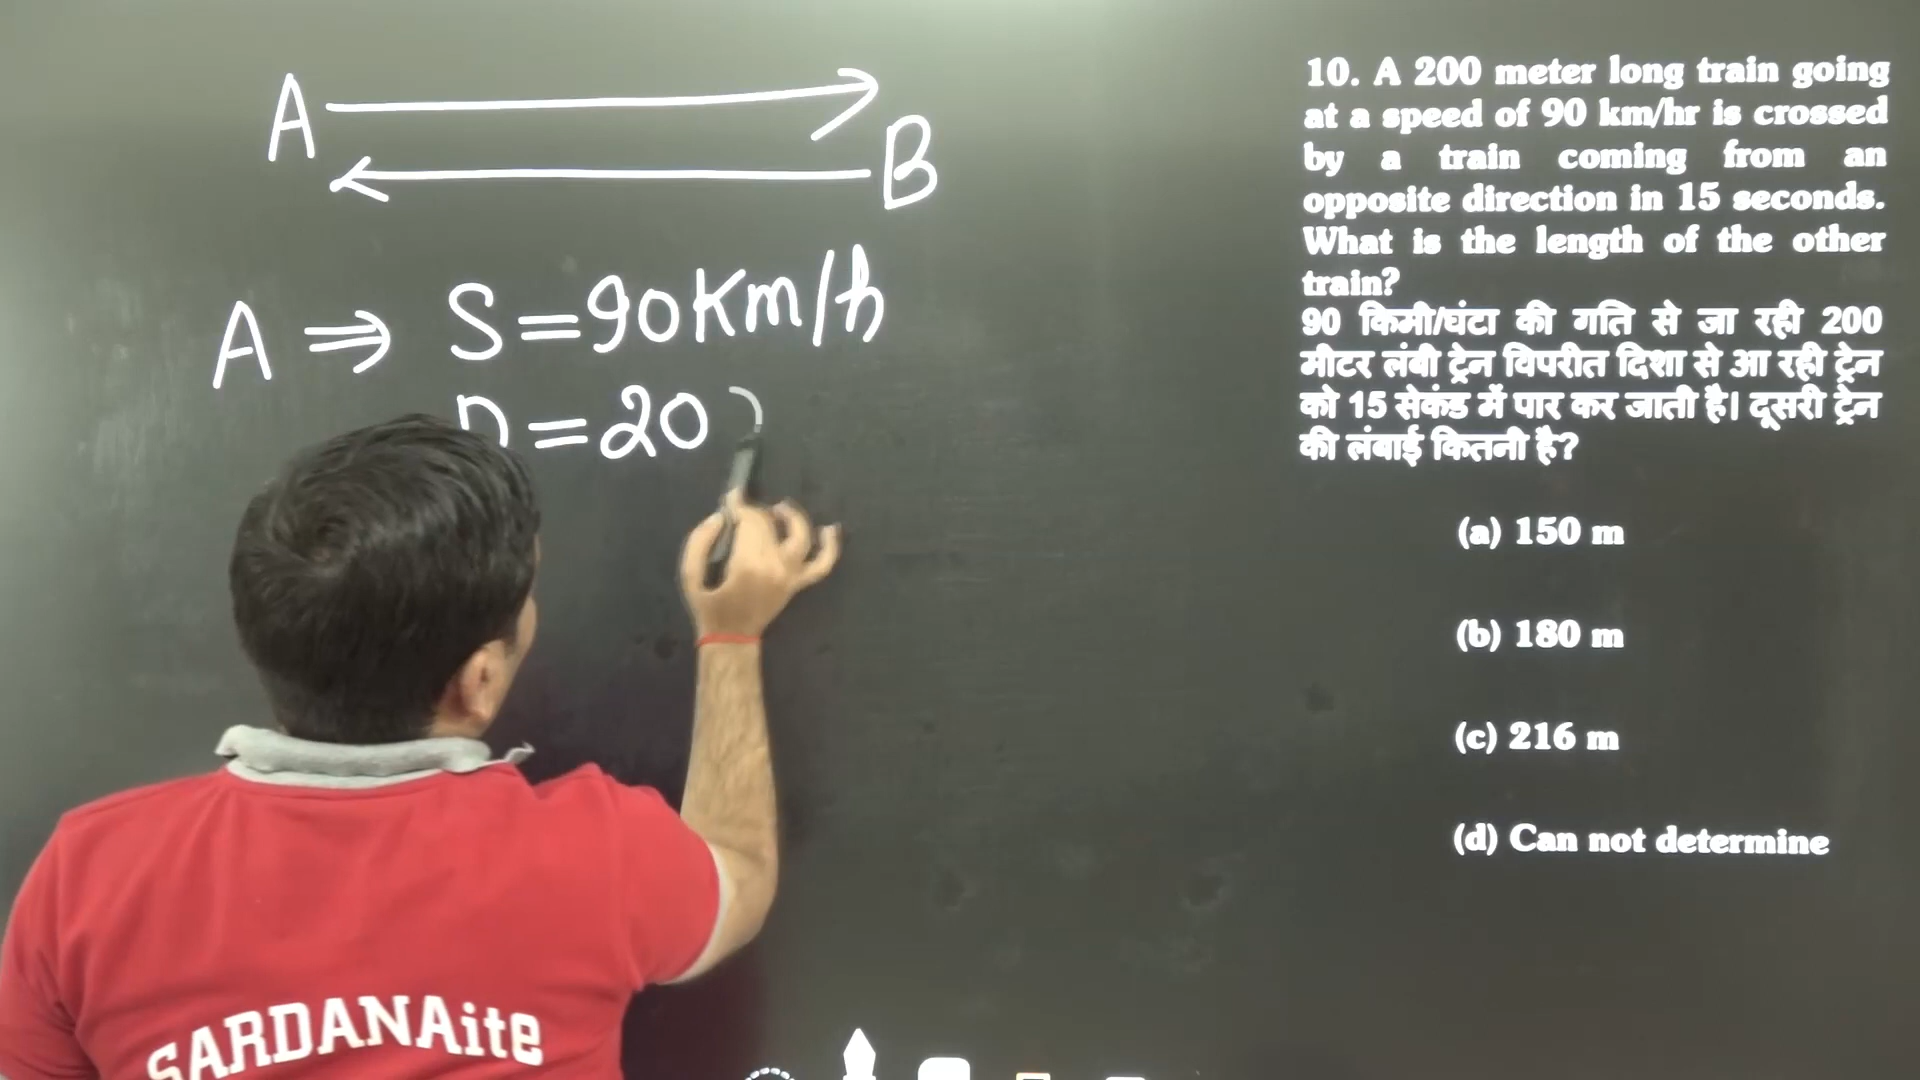 A
B
A ⇒ S = 90 Km/h
D = 20
10. A 200 meter long train going
at a speed of 90 km/hr is crossed
by a train coming from an
opposite direction in 15 seconds.
What is the length of the other
train?
90 किमी/घंटा की गति से जा रही 200
मीटर लंबी ट्रेन विपरीत दिशा से आ रही ट्रेन
को 15 सेकंड में पार कर जाती है। दूसरी ट्रेन
की लंबाई कितनी है?
(a) 150 m
(b) 180 m
(c) 216 m
(d) Can not determine
SARDANAite